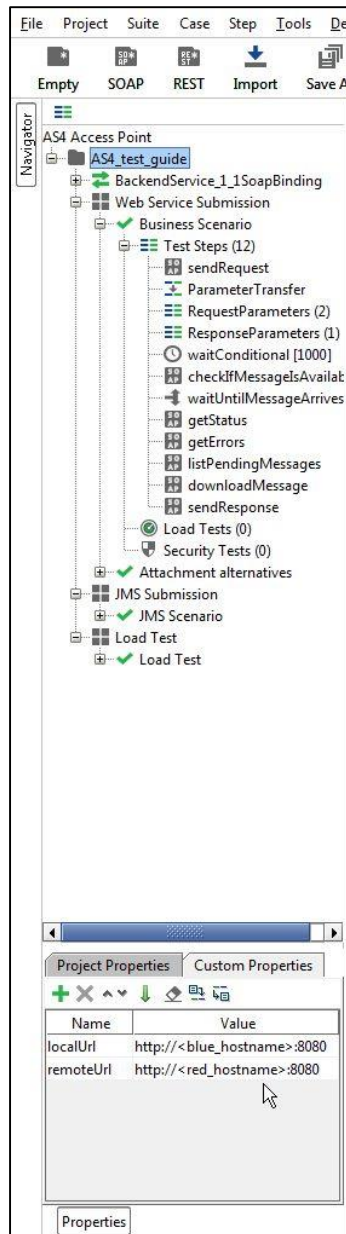 File Project Suite Case Step Tools De
Empty SOAP REST Import Save A
Navigator
AS4 Access Point
AS4_test_guide
BackendService_1_1SoapBinding
Web Service Submission
Business Scenario
Test Steps (12)
sendRequest
ParameterTransfer
RequestParameters (2)
ResponseParameters (1)
waitConditional [1000]
checkIfMessageIsAvailab
waitUntilMessageArrives
getStatus
getErrors
listPendingMessages
downloadMessage
sendResponse
Load Tests (0)
Security Tests (0)
Attachment alternatives
JMS Submission
JMS Scenario
Load Test
Load Test
Project Properties Custom Properties
Name Value
localUrl http://<blue_hostname>:8080
remoteUrl http://<red_hostname>:8080
Properties